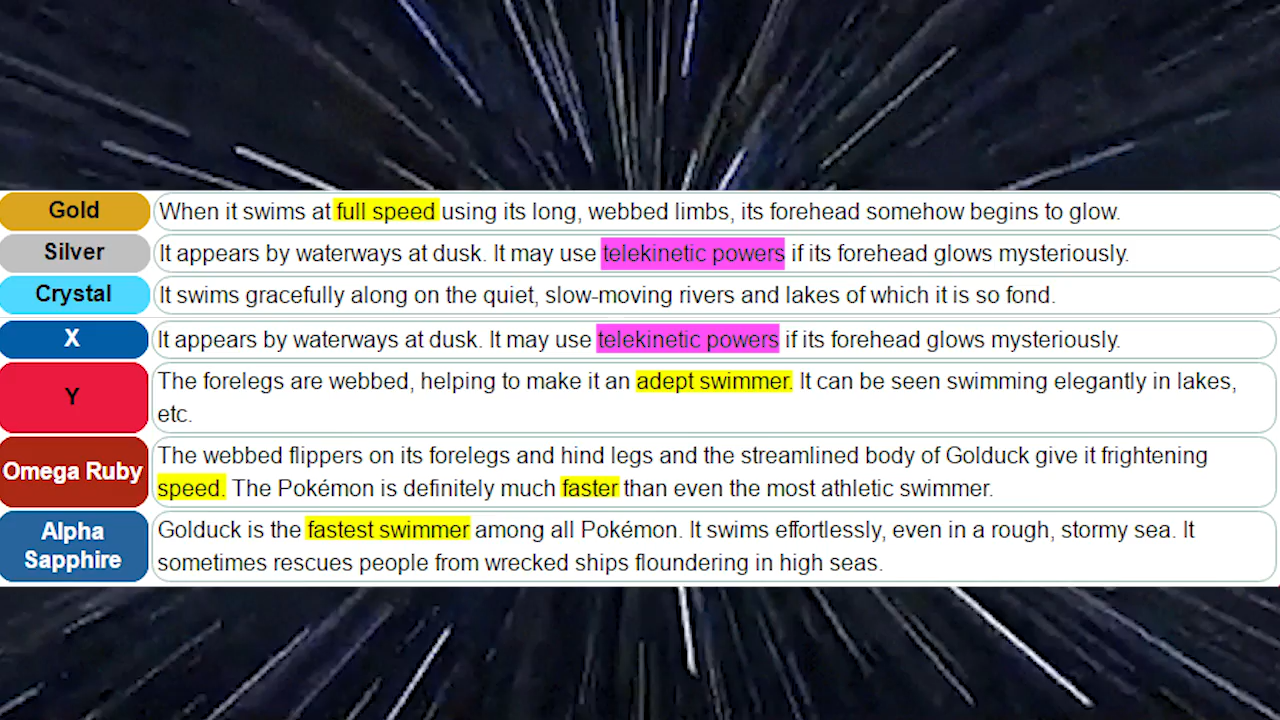 Gold
When it swims at full speed using its long, webbed limbs, its forehead somehow begins to glow.
Silver
It appears by waterways at dusk. It may use telekinetic powers if its forehead glows mysteriously.
Crystal
It swims gracefully along on the quiet, slow-moving rivers and lakes of which it is so fond.
X
It appears by waterways at dusk. It may use telekinetic powers if its forehead glows mysteriously.
Y
The forelegs are webbed, helping to make it an adept swimmer. It can be seen swimming elegantly in lakes,
etc.
Omega Ruby
The webbed flippers on its forelegs and hind legs and the streamlined body of Golduck give it frightening
speed. The Pokémon is definitely much faster than even the most athletic swimmer.
Alpha
Sapphire
Golduck is the fastest swimmer among all Pokémon. It swims effortlessly, even in a rough, stormy sea. It
sometimes rescues people from wrecked ships floundering in high seas.